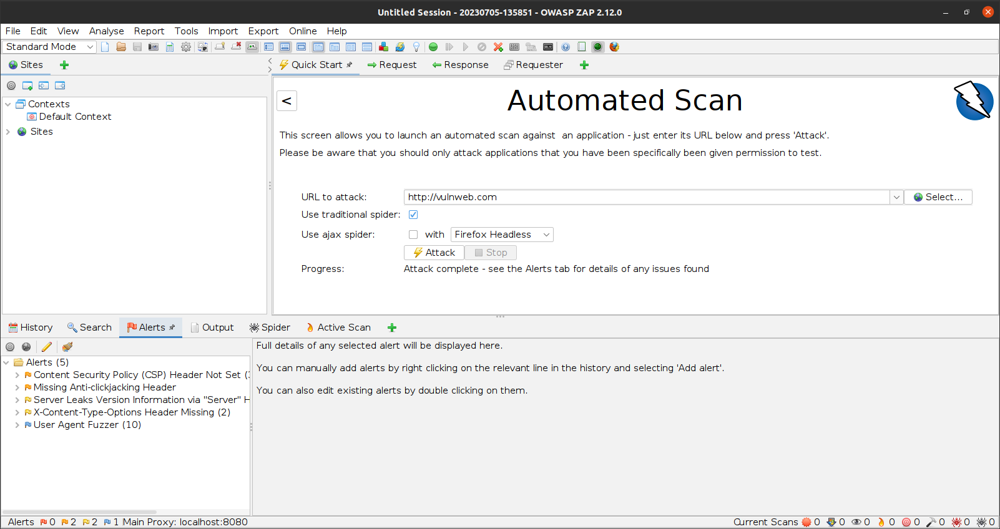 Untitled Session - 20230705-135851 - OWASP ZAP 2.12.0
File Edit View Analyse Report Tools Import Export Online Help
Standard Mode
Sites
Quick Start Request Response Requester
<
Automated Scan
Contexts
Default Context
Sites
This screen allows you to launch an automated scan against  an application - just enter its URL below and press 'Attack'.
Please be aware that you should only attack applications that you have been specifically been given permission to test.
URL to attack: http://vulnweb.com Select...
Use traditional spider:
Use ajax spider: with Firefox Headless
Attack Stop
Progress: Attack complete - see the Alerts tab for details of any issues found
History Search Alerts Output Spider Active Scan
Alerts (5)
Content Security Policy (CSP) Header Not Set (
Missing Anti-clickjacking Header
Server Leaks Version Information via "Server" H
X-Content-Type-Options Header Missing (2)
User Agent Fuzzer (10)
Full details of any selected alert will be displayed here.
You can manually add alerts by right clicking on the relevant line in the history and selecting 'Add alert'.
You can also edit existing alerts by double clicking on them.
Alerts 0 2 2 1 Main Proxy: localhost:8080
Current Scans 0 0 0 0 0 0 0 0